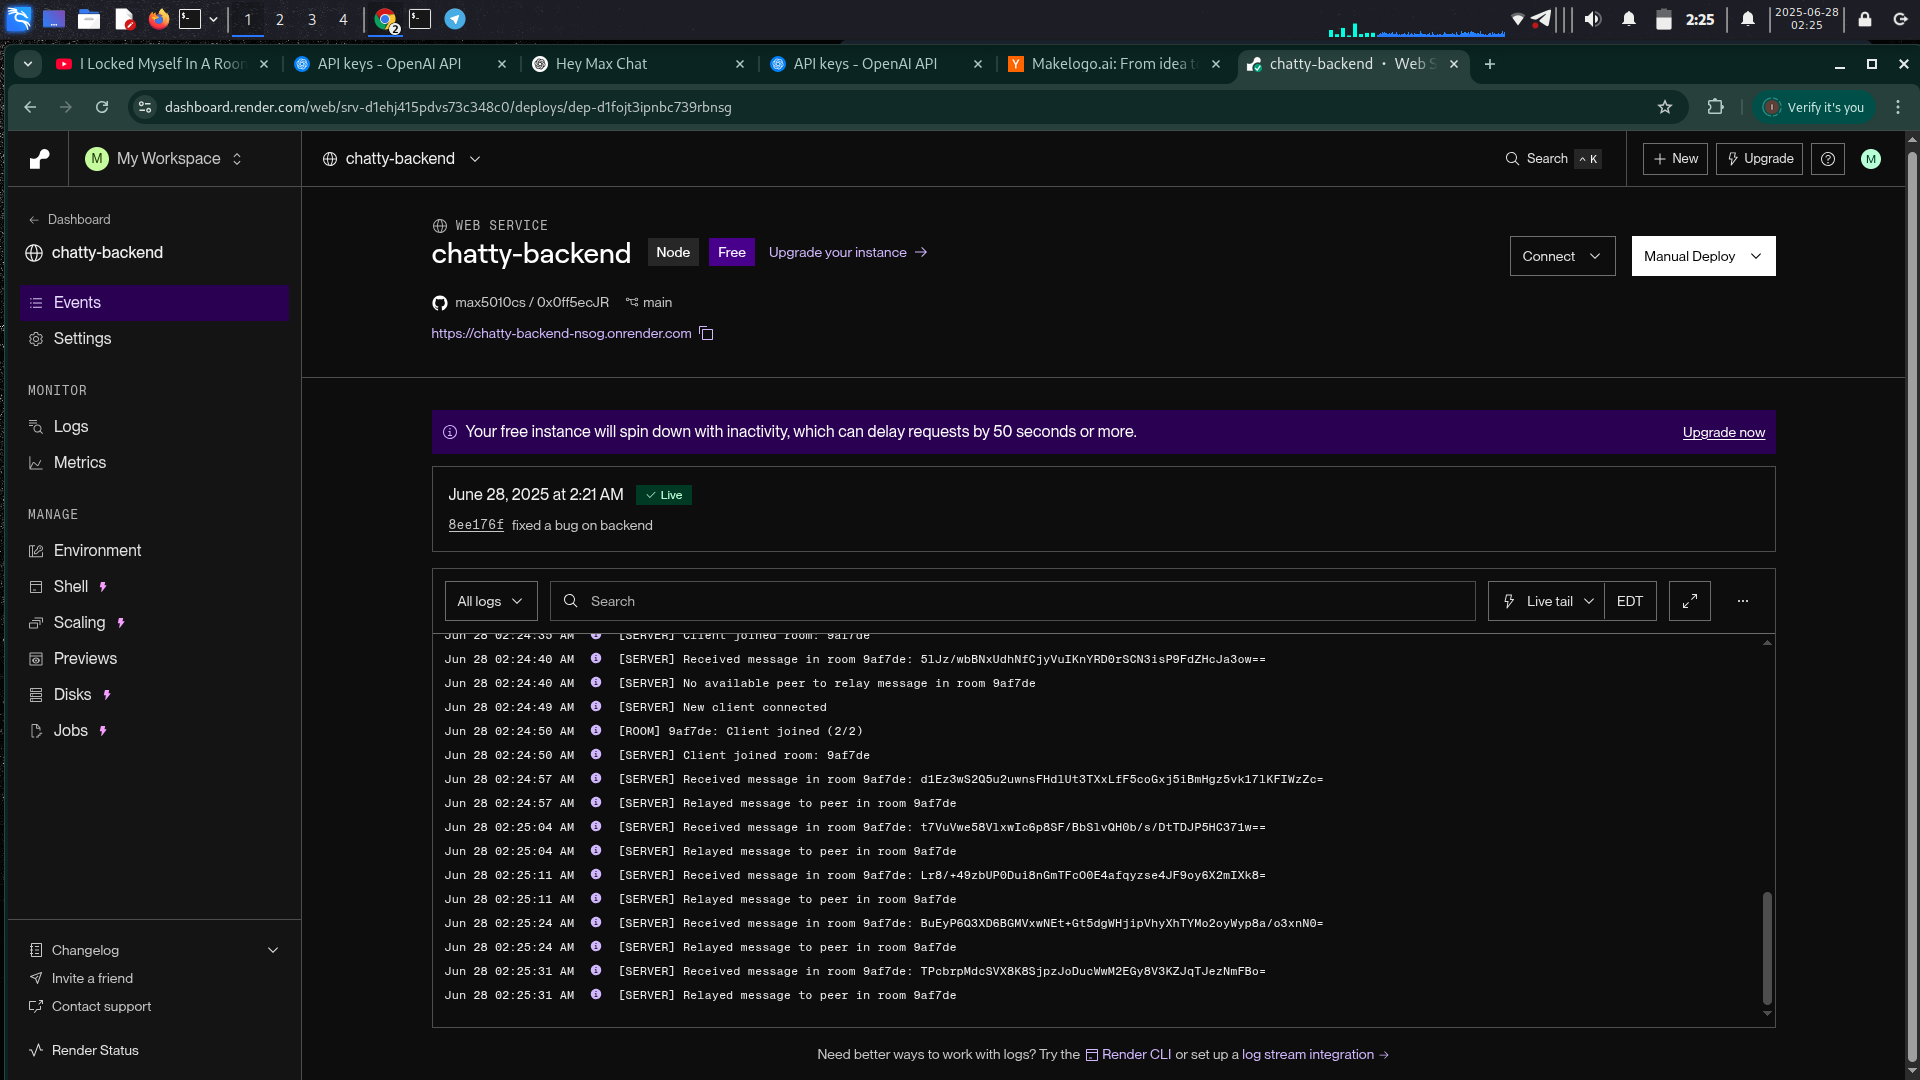 1 2 3 4
2
2:25
2025-06-28
02:25
I Locked Myself In A Roon
API keys - OpenAI API
Hey Max Chat
API keys - OpenAI API
Makelogo.ai: From idea to
chatty-backend · Web S
dashboard.render.com/web/srv-d1ehj415pdvs73c348c0/deploys/dep-d1fojt3ipnbc739rbnsg
Verify it's you
M My Workspace
chatty-backend
Search ^ K
+ New
Upgrade
M
← Dashboard
chatty-backend
Events
Settings
MONITOR
Logs
Metrics
MANAGE
Environment
Shell
Scaling
Previews
Disks
Jobs
Changelog
Invite a friend
Contact support
Render Status
WEB SERVICE
chatty-backend Node Free Upgrade your instance →
Connect
Manual Deploy
max5010cs / 0x0ff5ecJR main
https://chatty-backend-nsog.onrender.com
Your free instance will spin down with inactivity, which can delay requests by 50 seconds or more. Upgrade now
June 28, 2025 at 2:21 AM ✓ Live
8ee176f fixed a bug on backend
All logs Search Live tail EDT ...
Jun 28 02:24:35 AM [SERVER] Client joined room: 9af7de
Jun 28 02:24:40 AM [SERVER] Received message in room 9af7de: 5lJz/wbBNxUdhNfCjyVuIKnYRD0rSCN3isP9FdZHcJa3ow==
Jun 28 02:24:40 AM [SERVER] No available peer to relay message in room 9af7de
Jun 28 02:24:49 AM [SERVER] New client connected
Jun 28 02:24:50 AM [ROOM] 9af7de: Client joined (2/2)
Jun 28 02:24:50 AM [SERVER] Client joined room: 9af7de
Jun 28 02:24:57 AM [SERVER] Received message in room 9af7de: d1Ez3wS2Q5u2uwnsFHdlUt3TXxLfF5coGxj5iBmHgz5vk17lKFIWzZc=
Jun 28 02:24:57 AM [SERVER] Relayed message to peer in room 9af7de
Jun 28 02:25:04 AM [SERVER] Received message in room 9af7de: t7VuVwe58VlxwIc6p8SF/BbSlvQH0b/s/DtTDJP5HC371w==
Jun 28 02:25:04 AM [SERVER] Relayed message to peer in room 9af7de
Jun 28 02:25:11 AM [SERVER] Received message in room 9af7de: Lr8/+49zbUP0Dui8nGmTFcO0E4afqyzse4JF9oy6X2mIXk8=
Jun 28 02:25:11 AM [SERVER] Relayed message to peer in room 9af7de
Jun 28 02:25:24 AM [SERVER] Received message in room 9af7de: BuEyP6Q3XD6BGMVxwNEt+Gt5dgWHjipVhyXhTYMo2oyWyp8a/o3xnN0=
Jun 28 02:25:24 AM [SERVER] Relayed message to peer in room 9af7de
Jun 28 02:25:31 AM [SERVER] Received message in room 9af7de: TPcbrpMdcSVX8K8SjpzJoDucWwM2EGy8V3KZJqTJezNmFBo=
Jun 28 02:25:31 AM [SERVER] Relayed message to peer in room 9af7de
Need better ways to work with logs? Try the Render CLI or set up a log stream integration →